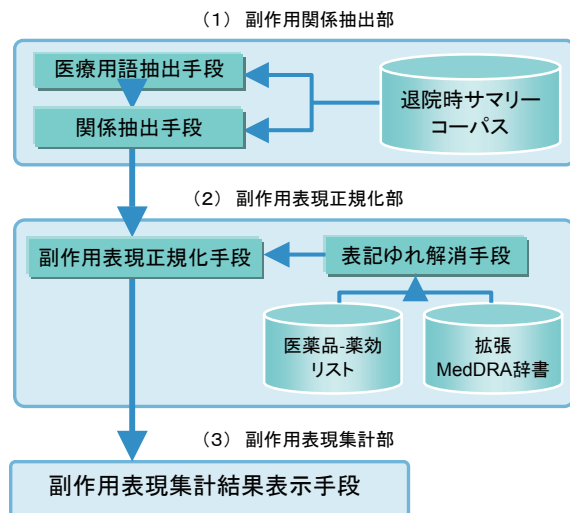 （1） 副作用関係抽出部
医療用語抽出手段
関係抽出手段
退院時サマリー
コーパス
（2） 副作用表現正規化部
副作用表現正規化手段
表記ゆれ解消手段
医薬品-薬効
リスト
拡張
MedDRA辞書
（3） 副作用表現集計部
副作用表現集計結果表示手段